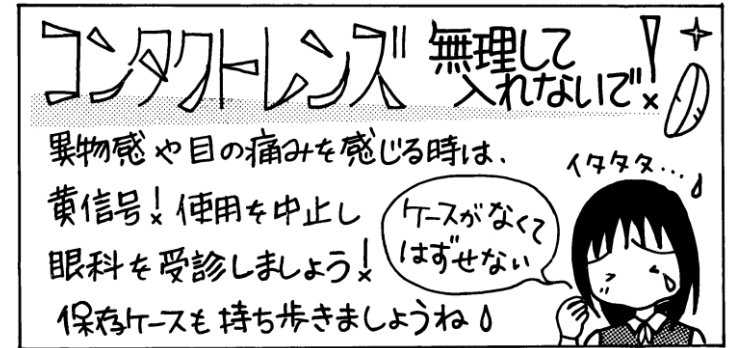 コンタクトレンズ 無理して
入れないで!
異物感や目の痛みを感じる時は、
黄信号!使用を中止し
眼科を受診しましょう!
保存ケースも持ち歩きましょうね
イタタタ…
ケースがなくて
はずせない